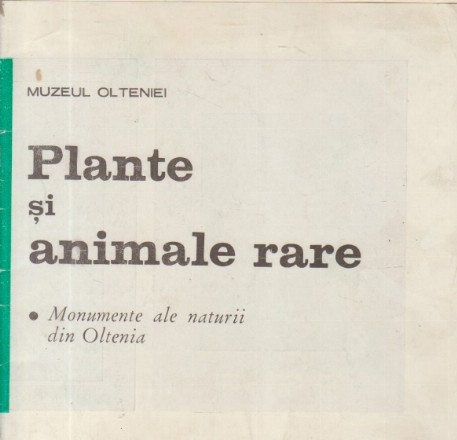 MUZEUL OLTENIEI
Plante
și
animale rare
• Monumente ale naturii
din Oltenia